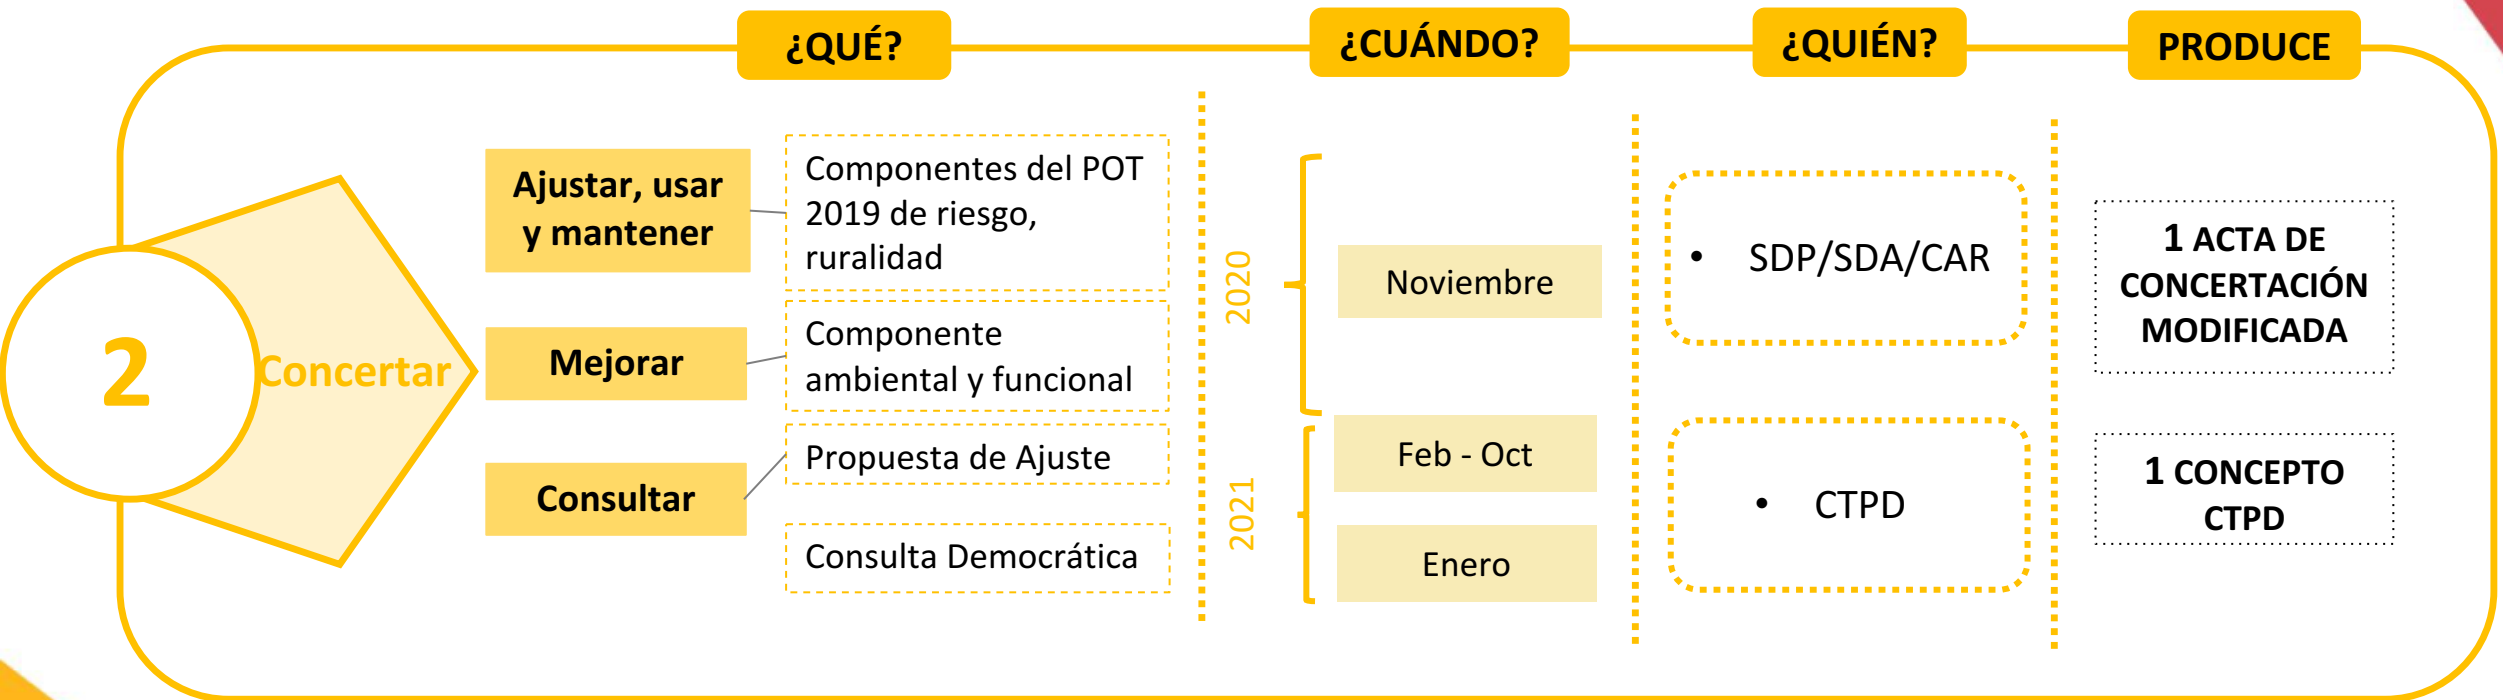 ¿QUÉ?
¿CUÁNDO?
¿QUIÉN?
PRODUCE
2
Concertar
Ajustar, usar
y mantener
Componentes del POT
2019 de riesgo,
ruralidad
Mejorar
Componente
ambiental y funcional
Consultar
Propuesta de Ajuste
Consulta Democrática
2020
Noviembre
2021
Feb - Oct
Enero
• SDP/SDA/CAR
• CTPD
1 ACTA DE
CONCERTACIÓN
MODIFICADA
1 CONCEPTO
CTPD